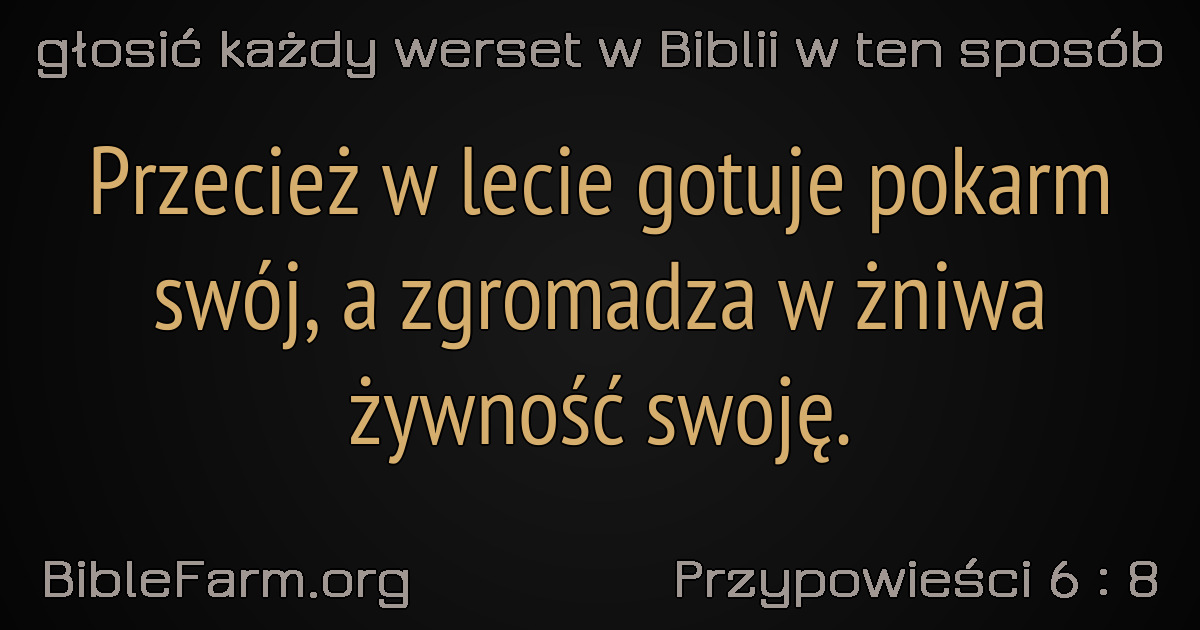 głosić każdy werset w Biblii w ten sposób
Przecież w lecie gotuje pokarm
swój, a zgromadza w żniwa
żywność swoję.
BibleFarm.org
Przypowieści 6 : 8